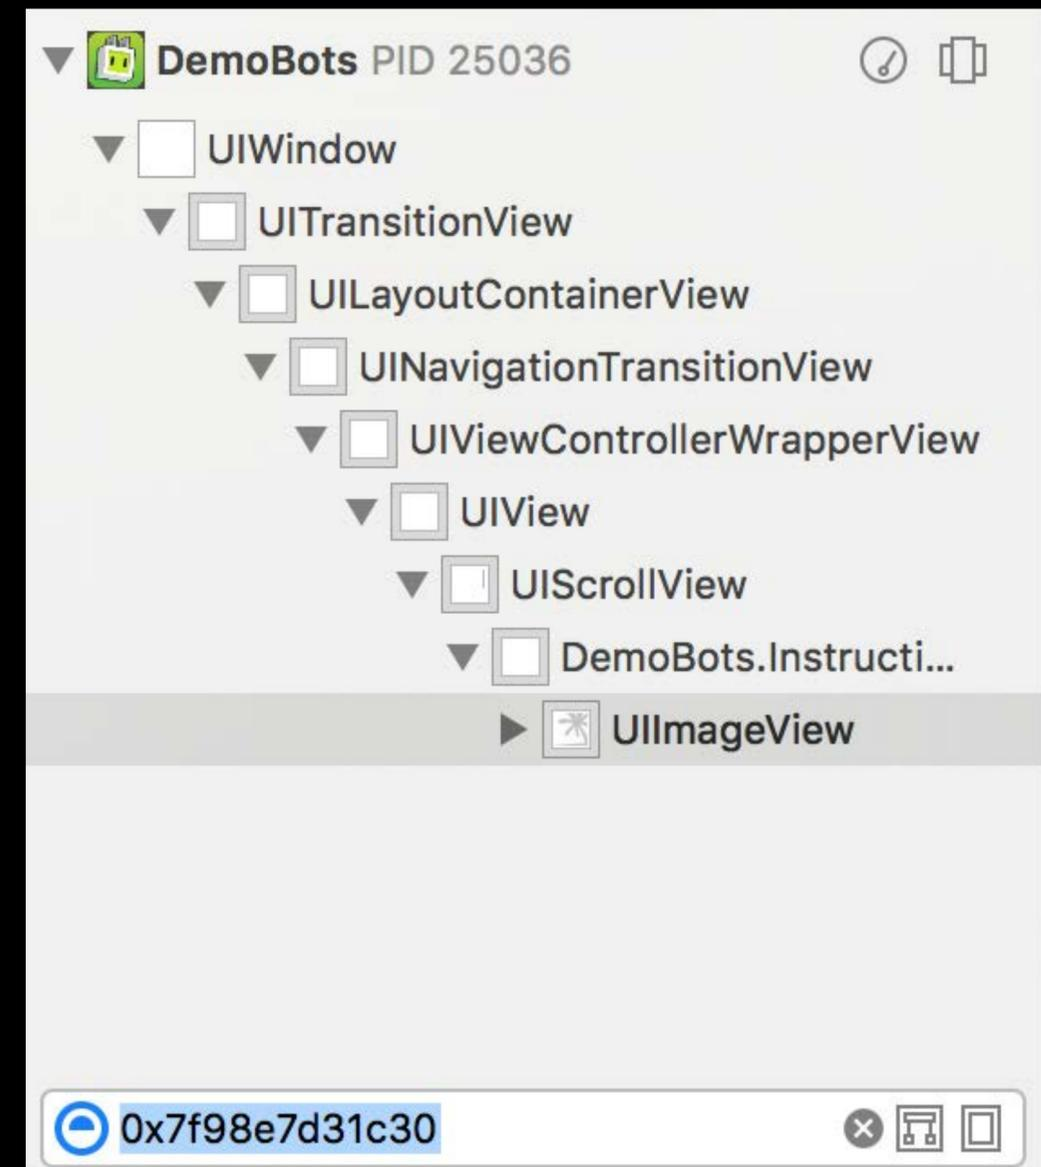 DemoBots PID 25036
UIWindow
UITransitionView
UILayoutContainerView
UINavigationTransitionView
UIViewControllerWrapperView
UIView
UIScrollView
DemoBots.Instructi...
UIImageView
0x7f98e7d31c30